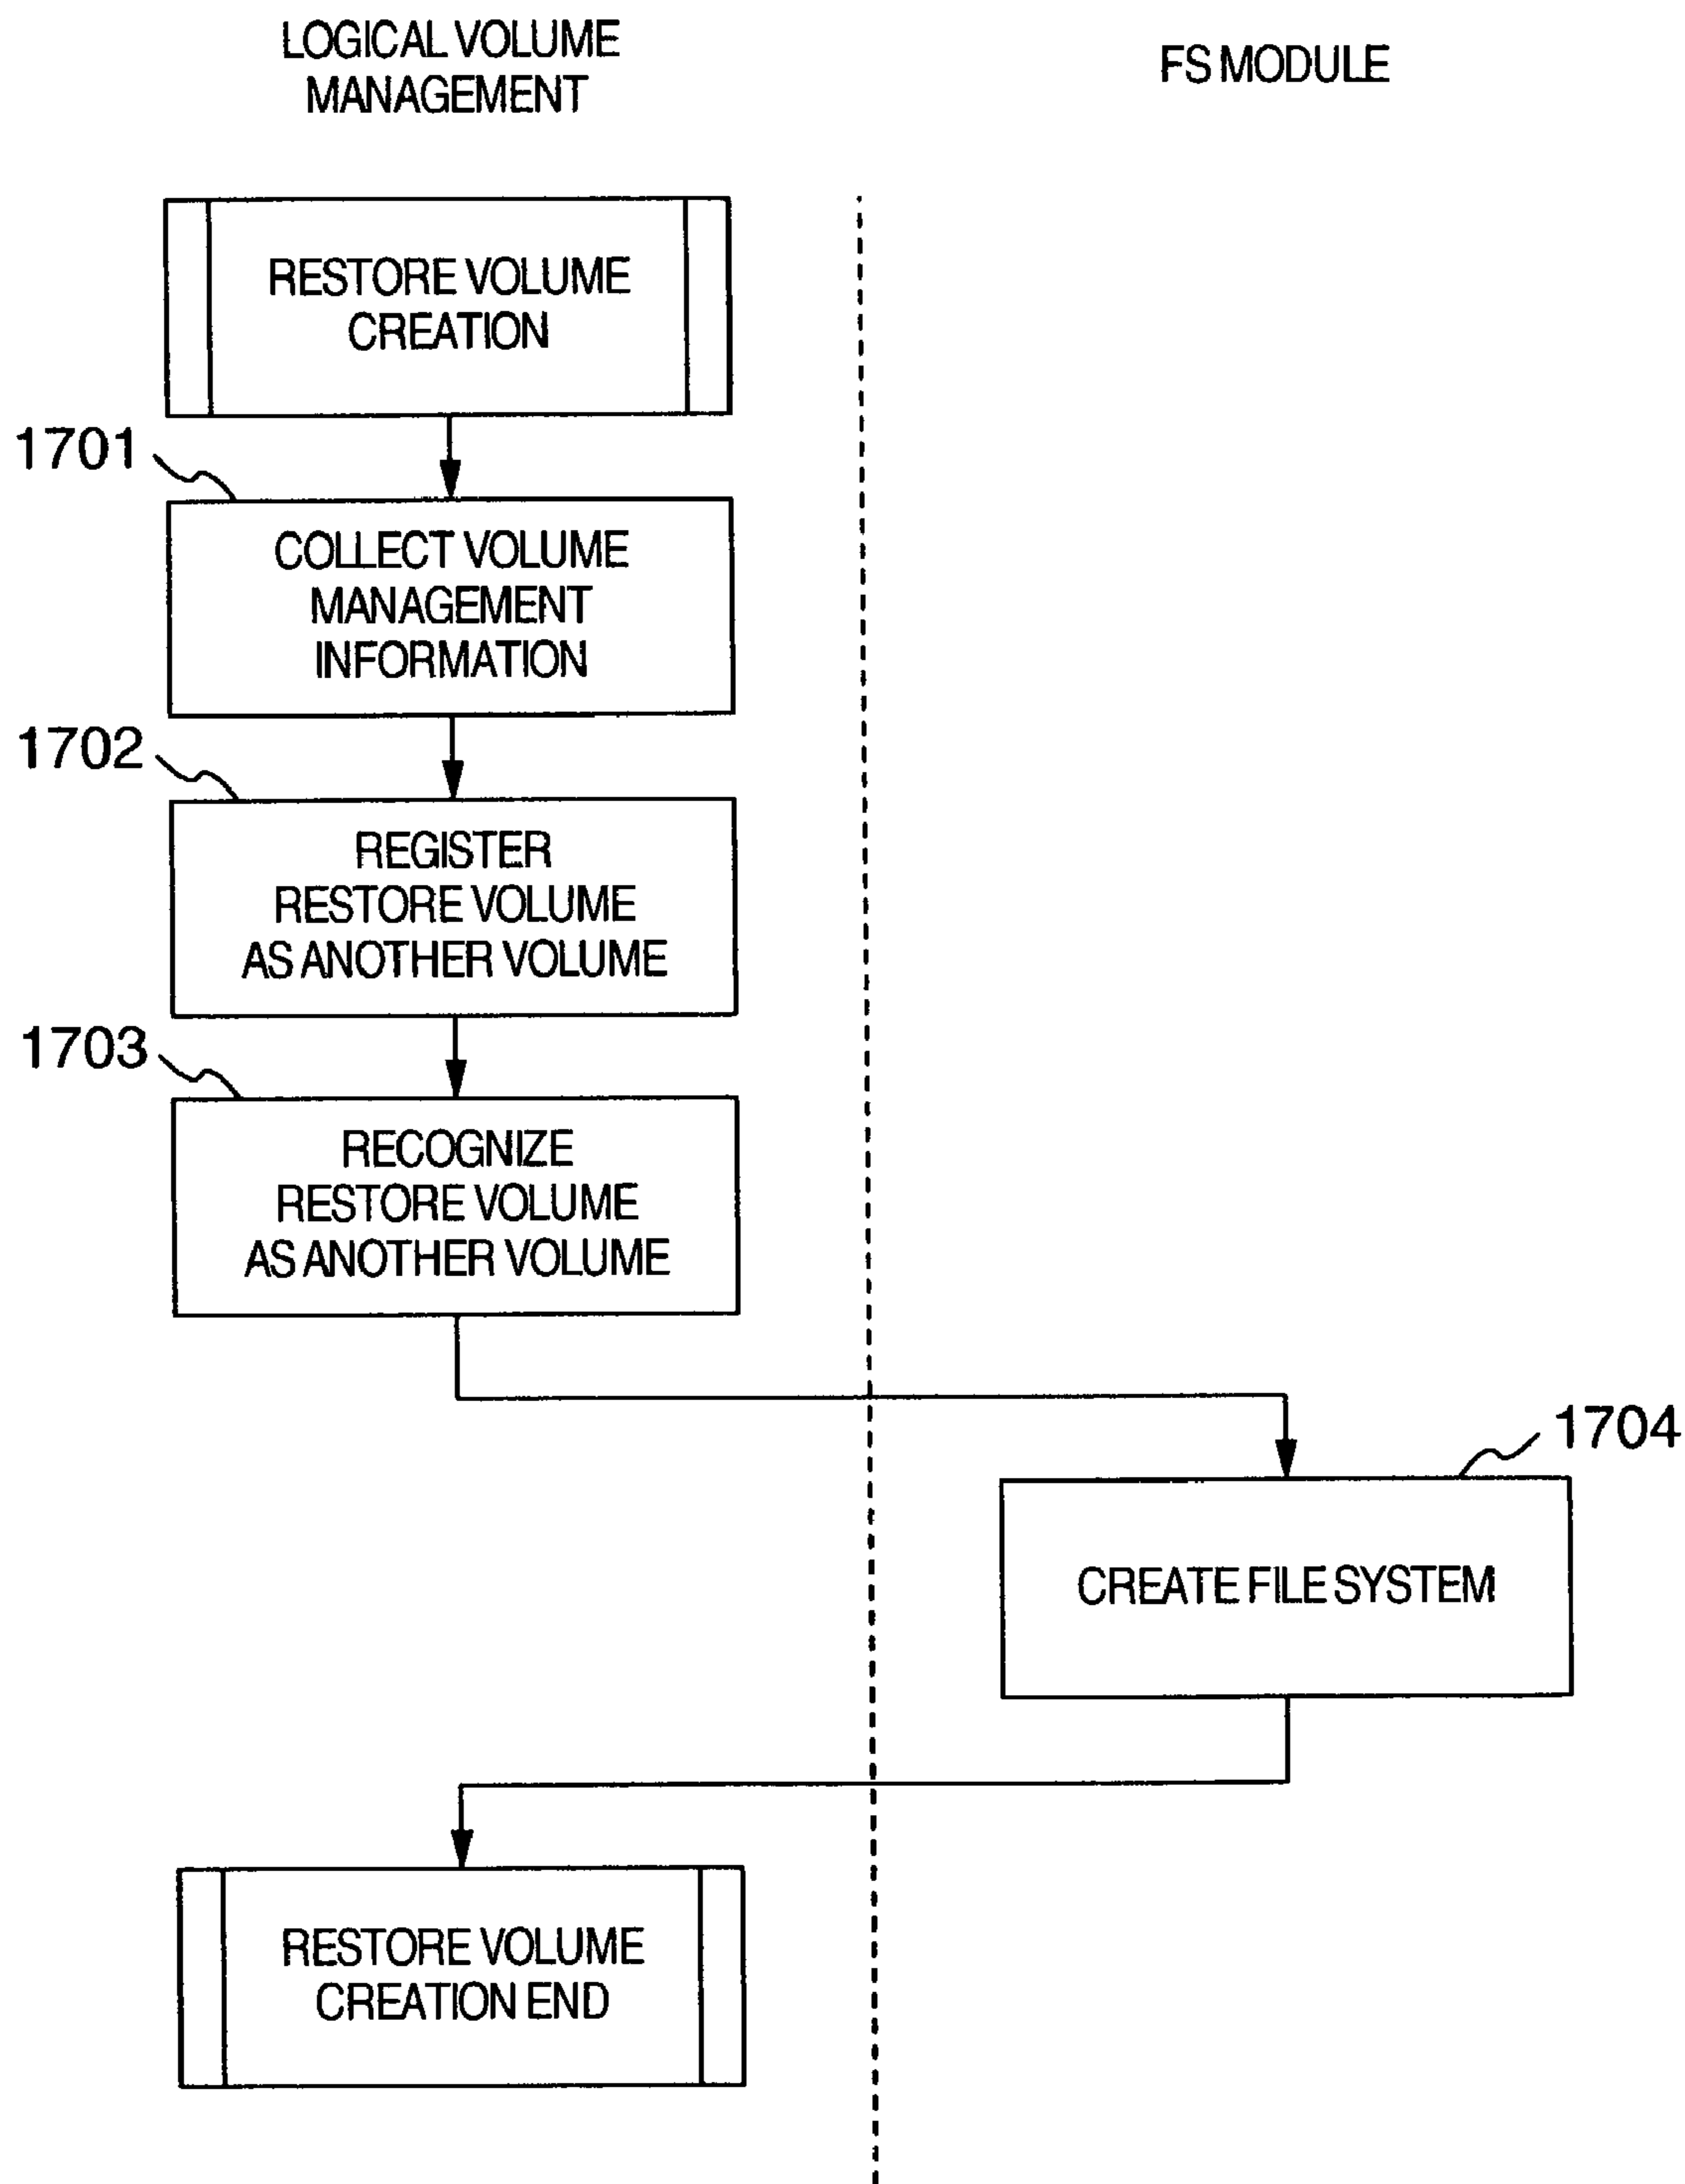 LOGICAL VOLUME
MANAGEMENT
FS MODULE
RESTORE VOLUME
CREATION
1701
COLLECT VOLUME
MANAGEMENT
INFORMATION
1702
REGISTER
RESTORE VOLUME
AS ANOTHER VOLUME
1703
RECOGNIZE
RESTORE VOLUME
AS ANOTHER VOLUME
1704
CREATE FILE SYSTEM
RESTORE VOLUME
CREATION END